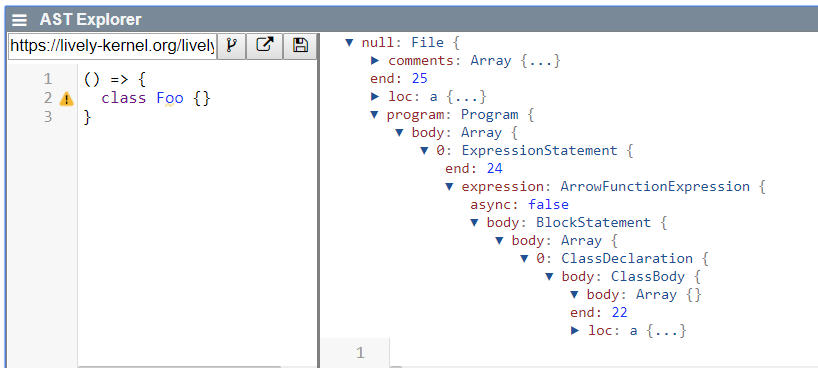 AST Explorer
https://lively-kernel.org/lively
1 () => {
2 class Foo {}
3 }
▼ null: File {
▶ comments: Array {...}
end: 25
▶ loc: a {...}
▼ program: Program {
▼ body: Array {
▼ 0: ExpressionStatement {
end: 24
▼ expression: ArrowFunctionExpression {
async: false
▼ body: BlockStatement {
▼ body: Array {
▼ 0: ClassDeclaration {
▼ body: ClassBody {
▼ body: Array {}
end: 22
▶ loc: a {...}
1